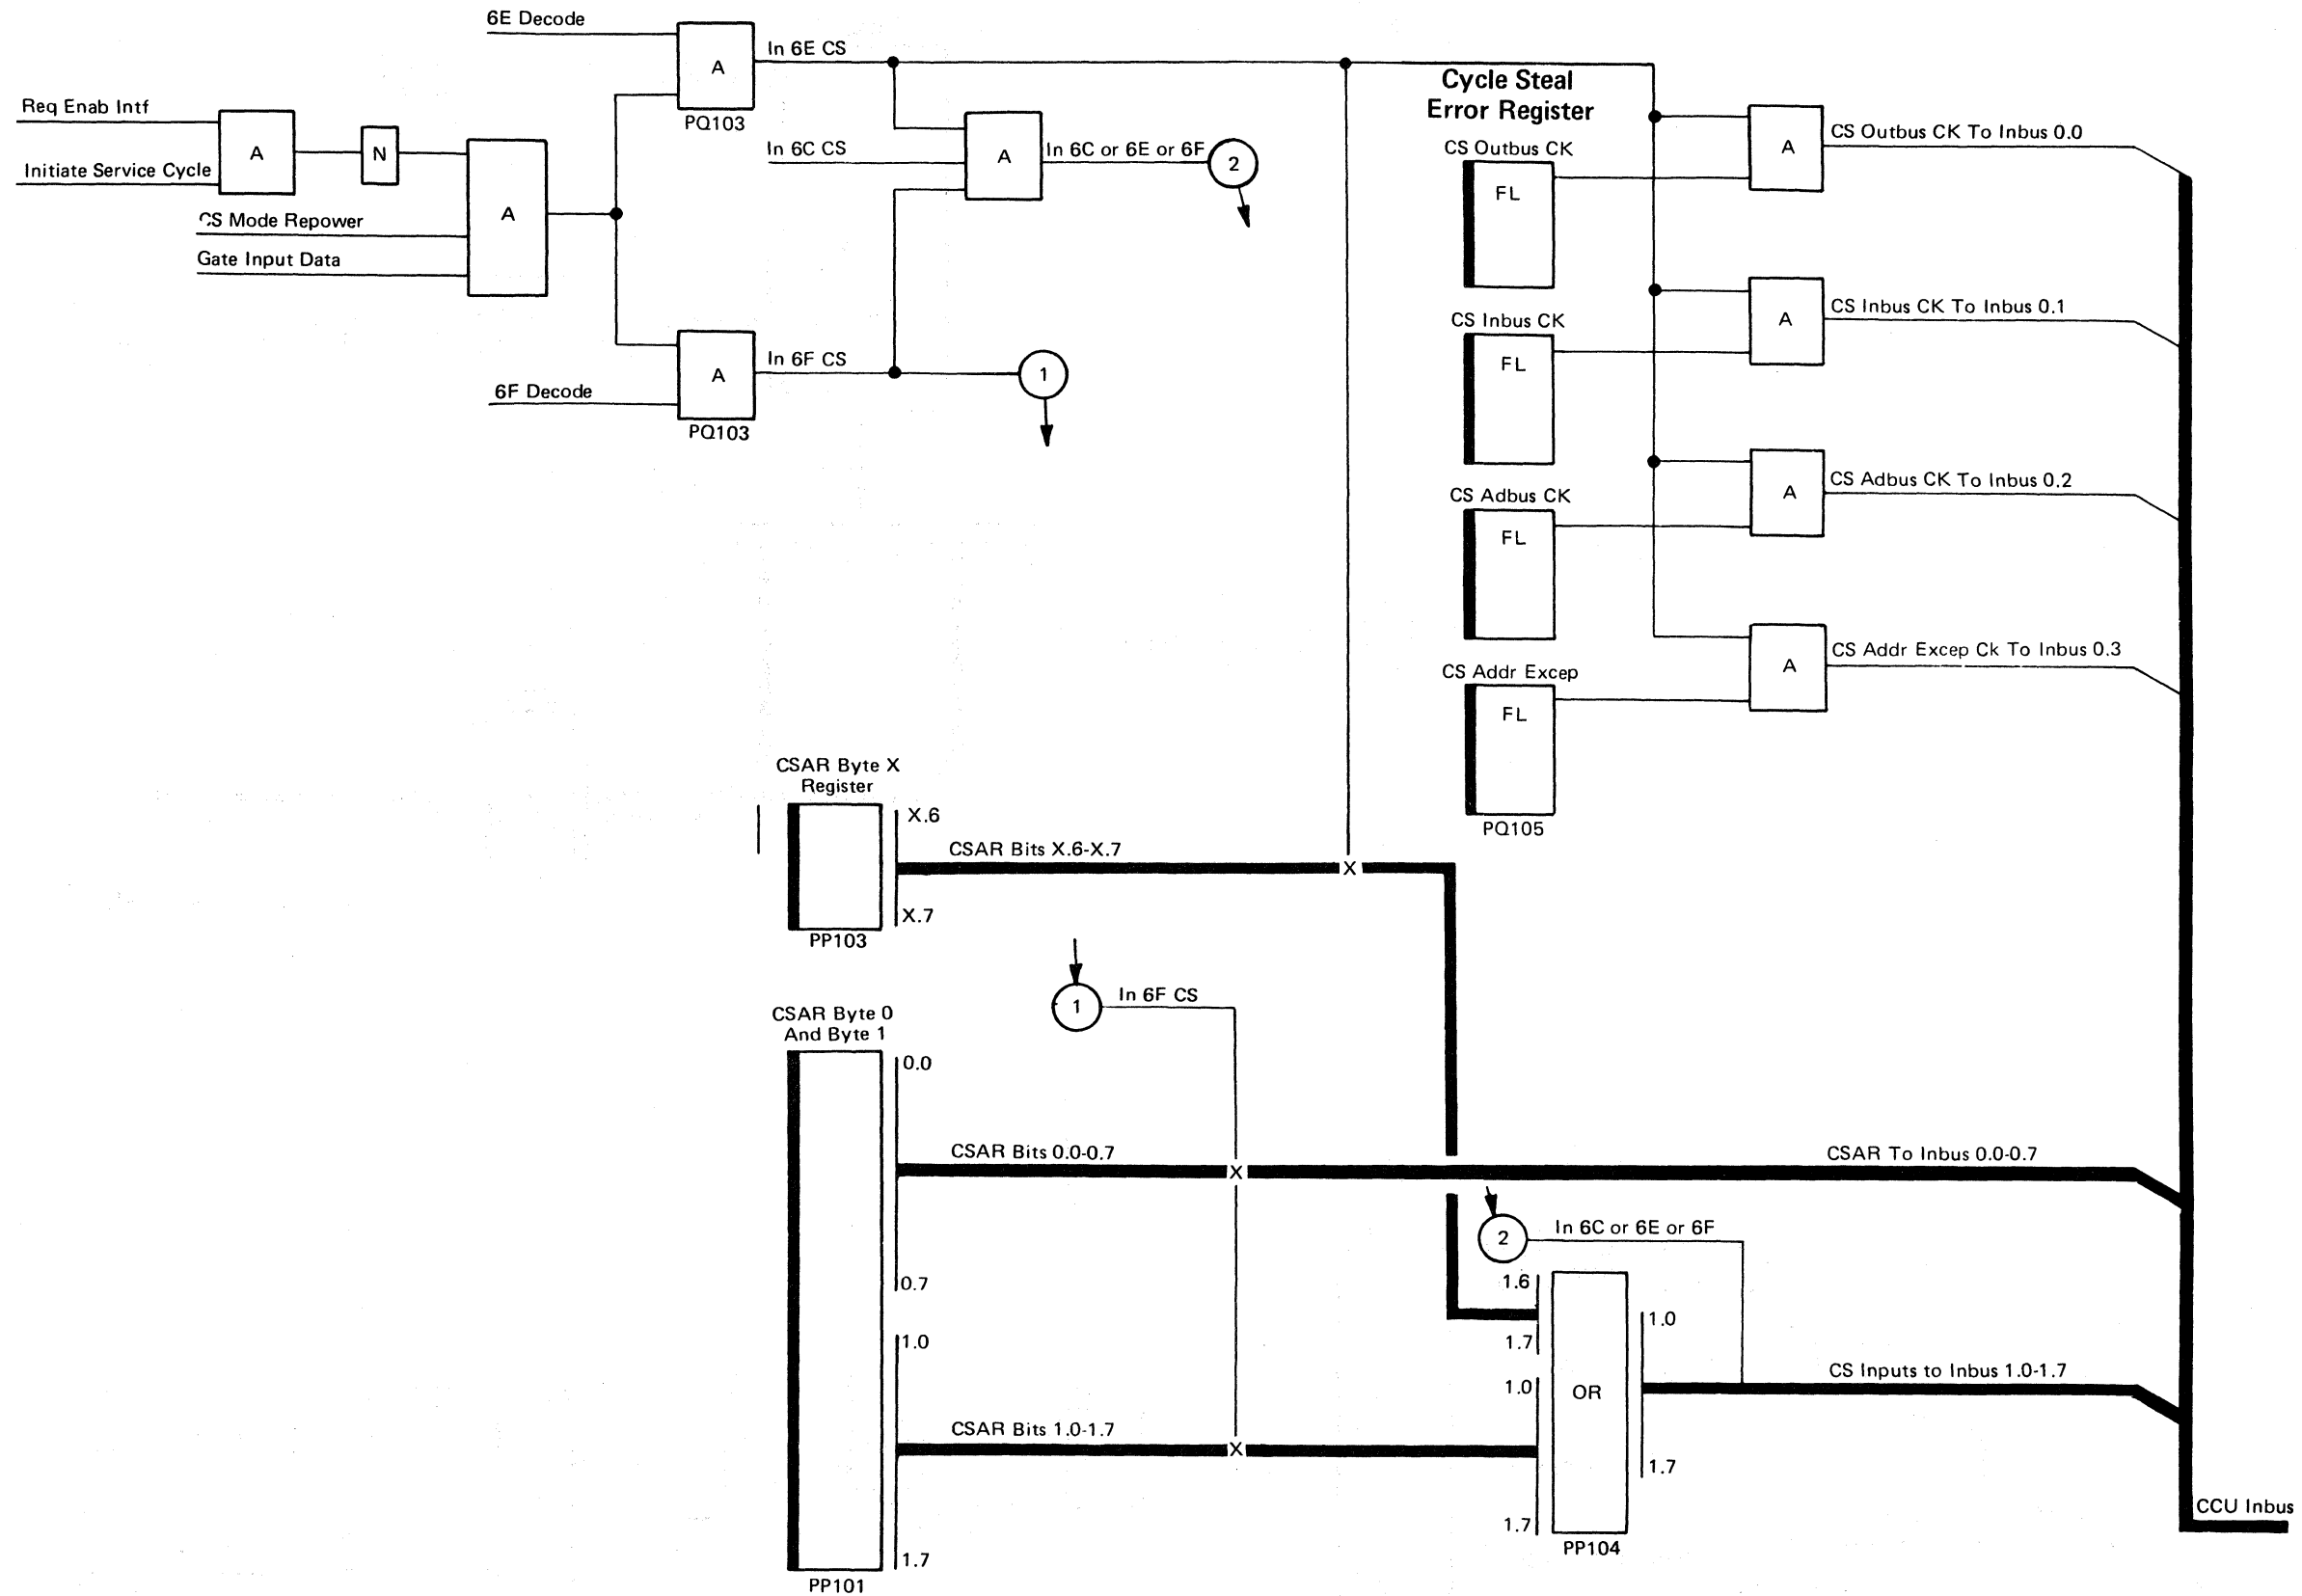 6E Decode
A
PQ103
In 6E CS
Req Enab Intf
Initiate Service Cycle
A
N
CS Mode Repower
Gate Input Data
A
In 6C CS
A
In 6C or 6E or 6F
2
6F Decode
A
PQ103
In 6F CS
1
Cycle Steal
Error Register
CS Outbus CK
FL
A
CS Outbus CK To Inbus 0.0
CS Inbus CK
FL
A
CS Inbus CK To Inbus 0.1
CS Adbus CK
FL
A
CS Adbus CK To Inbus 0.2
CS Addr Excep
FL
PQ105
A
CS Addr Excep Ck To Inbus 0.3
CSAR Byte X
Register
X.6
X.7
PP103
CSAR Bits X.6-X.7
X
1
In 6F CS
CSAR Byte 0
And Byte 1
0.0
0.7
1.0
1.7
PP101
CSAR Bits 0.0-0.7
X
CSAR To Inbus 0.0-0.7
2
In 6C or 6E or 6F
CSAR Bits 1.0-1.7
X
1.6
1.7
1.0
1.7
OR
PP104
1.0
1.7
CS Inputs to Inbus 1.0-1.7
CCU Inbus